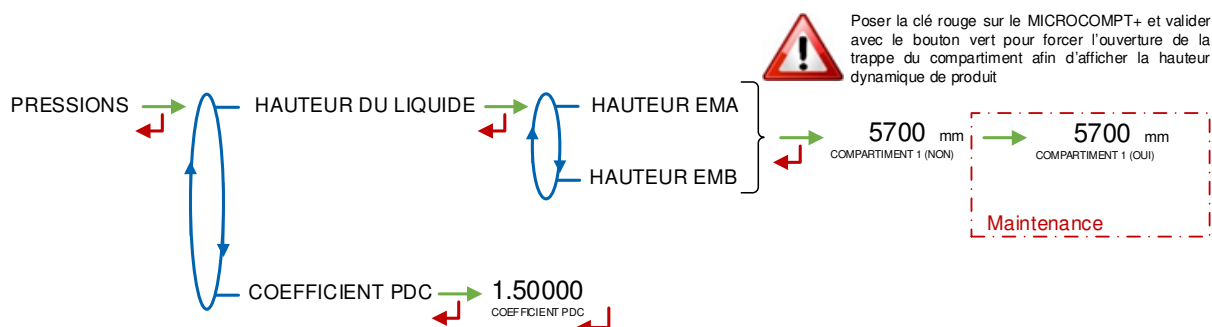 Poser la clé rouge sur le MICROCOMPT+ et valider
avec le bouton vert pour forcer l'ouverture de la
trappe du compartiment afin d'afficher la hauteur
dynamique de produit
PRESSIONS
HAUTEUR DU LIQUIDE
HAUTEUR EMA
HAUTEUR EMB
5700 mm
COMPARTIMENT 1 (NON)
5700 mm
COMPARTIMENT 1 (OUI)
Maintenance
COEFFICIENT PDC
1.50000
COEFFICIENT PDC